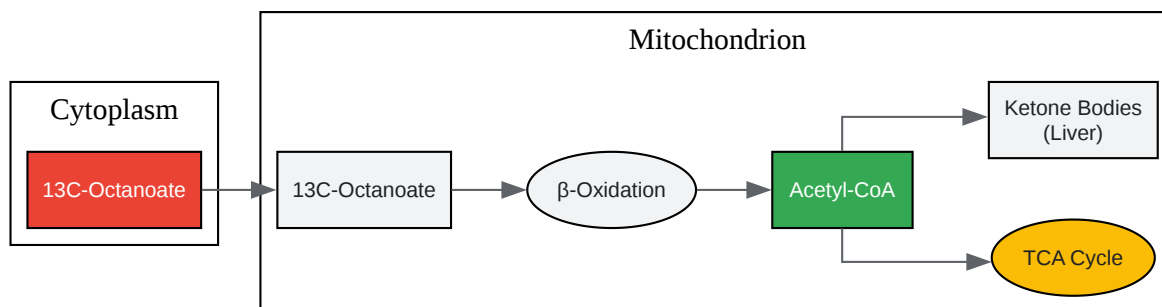 Mitochondrion
Cytoplasm
13C-Octanoate
13C-Octanoate
β-Oxidation
Acetyl-CoA
Ketone Bodies
(Liver)
TCA Cycle